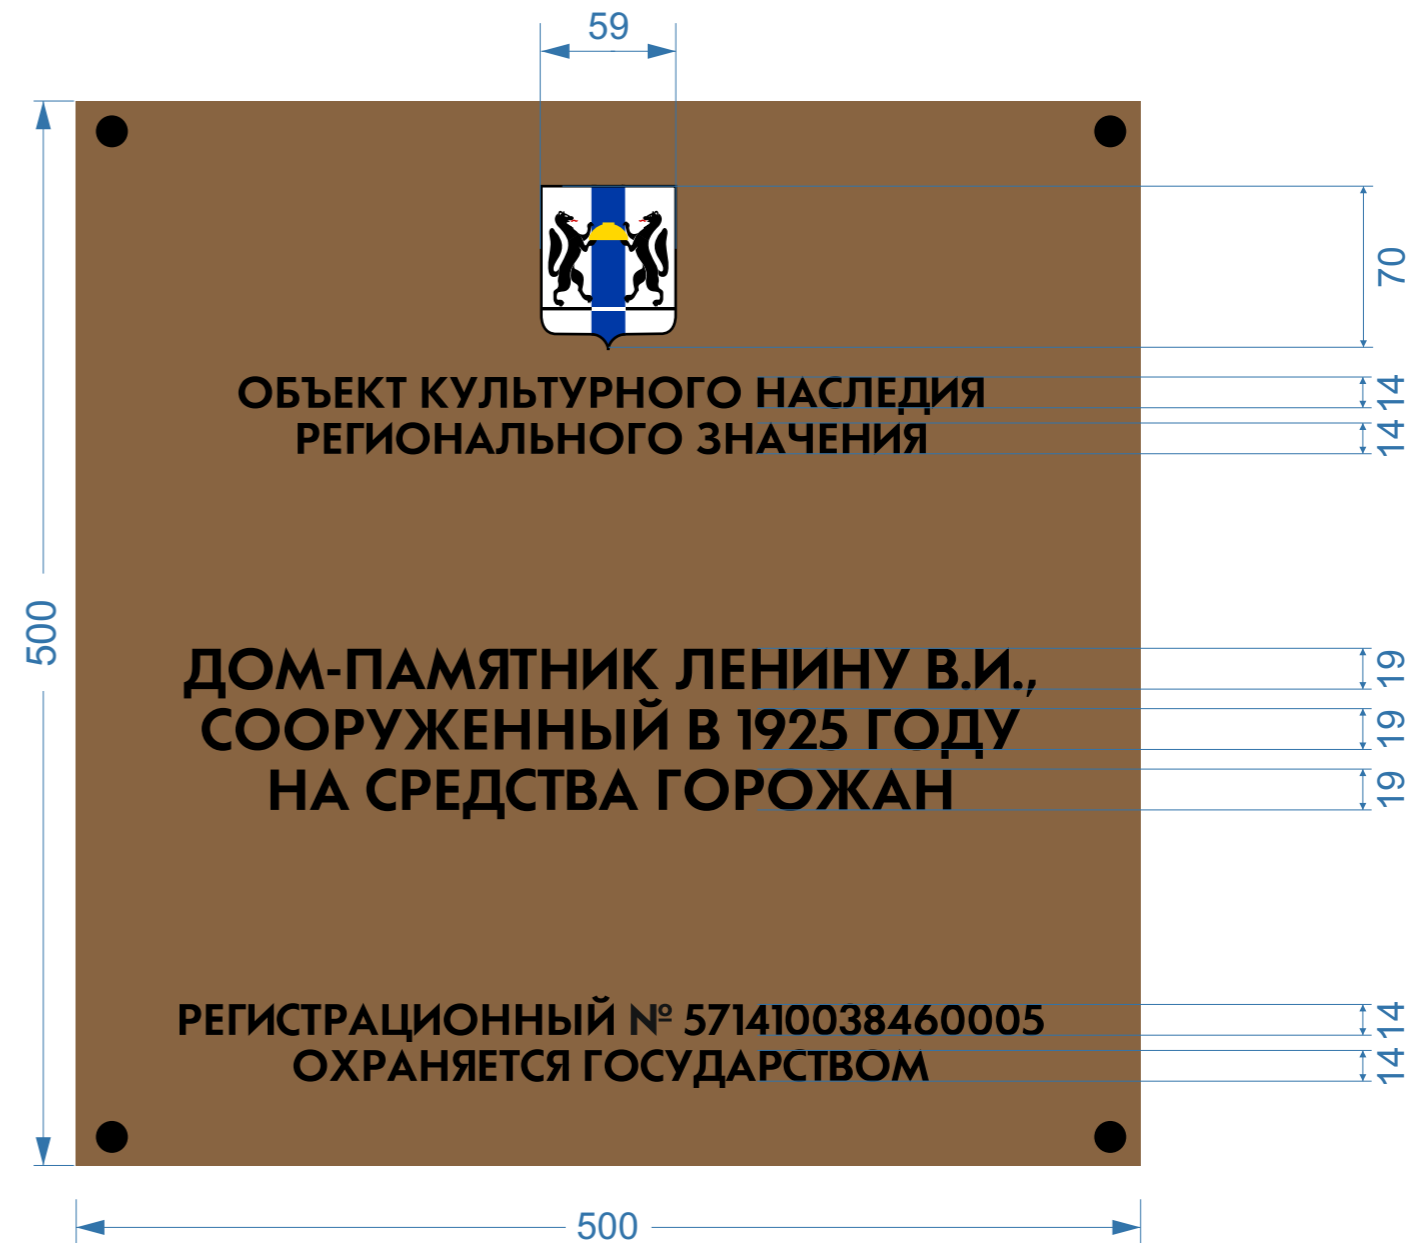 59
70
ОБЪЕКТ КУЛЬТУРНОГО НАСЛЕДИЯ
14
РЕГИОНАЛЬНОГО ЗНАЧЕНИЯ
14
500
ДОМ-ПАМЯТНИК ЛЕНИНУ В.И.,
19
СООРУЖЕННЫЙ В 1925 ГОДУ
19
НА СРЕДСТВА ГОРОЖАН
19
РЕГИСТРАЦИОННЫЙ № 571410038460005
14
ОХРАНЯЕТСЯ ГОСУДАРСТВОМ
14
500